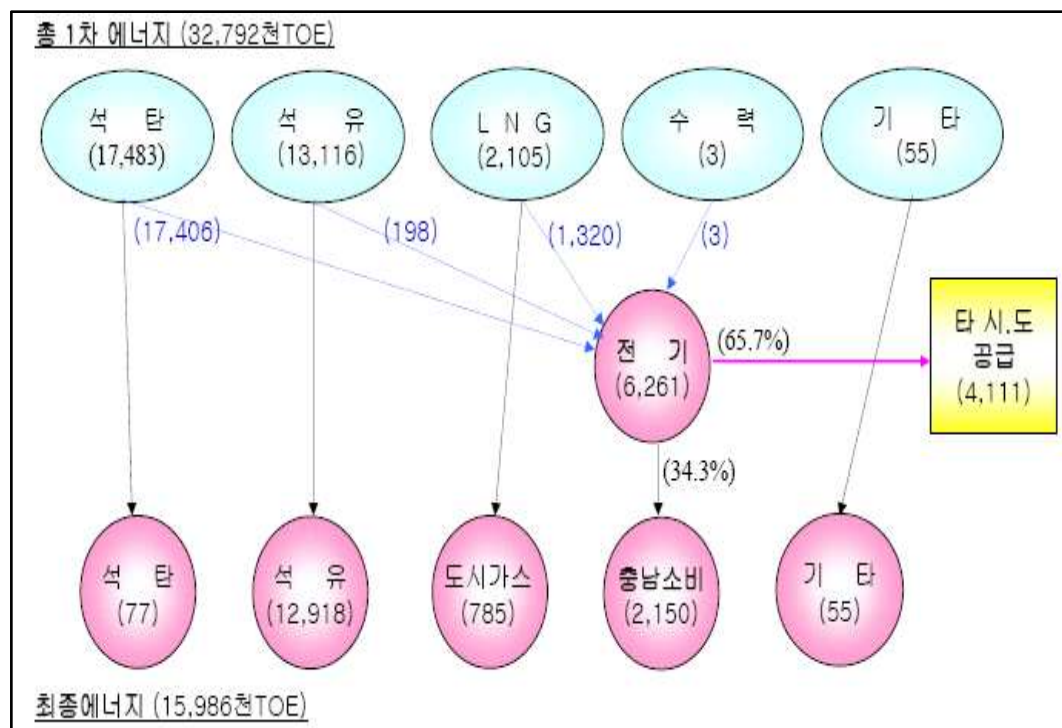 총 1차 에너지 (32,792천TOE)
석 탄
(17,483)
석 유
(13,116)
L N G
(2,105)
수 력
(3)
기 타
(55)
(17,406)
(198)
(1,320)
(3)
전 기
(6,261)
(65.7%)
타 시.도
공급
(4,111)
(34.3%)
석 탄
(77)
석 유
(12,918)
도시가스
(785)
충남소비
(2,150)
기 타
(55)
최종에너지 (15,986천TOE)